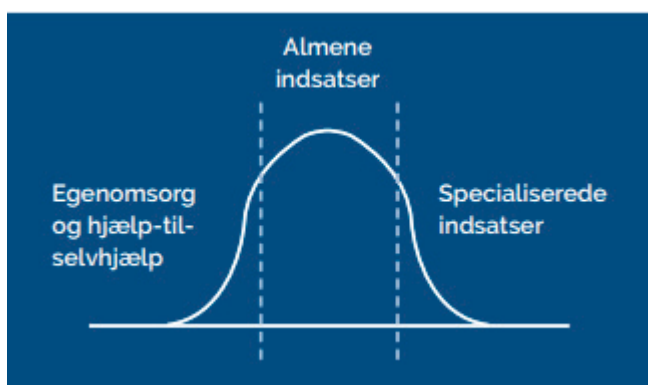 Almene
indsatser
Egenomsorg
og hjælp-til-
selvhjælp
Specialiserede
indsatser